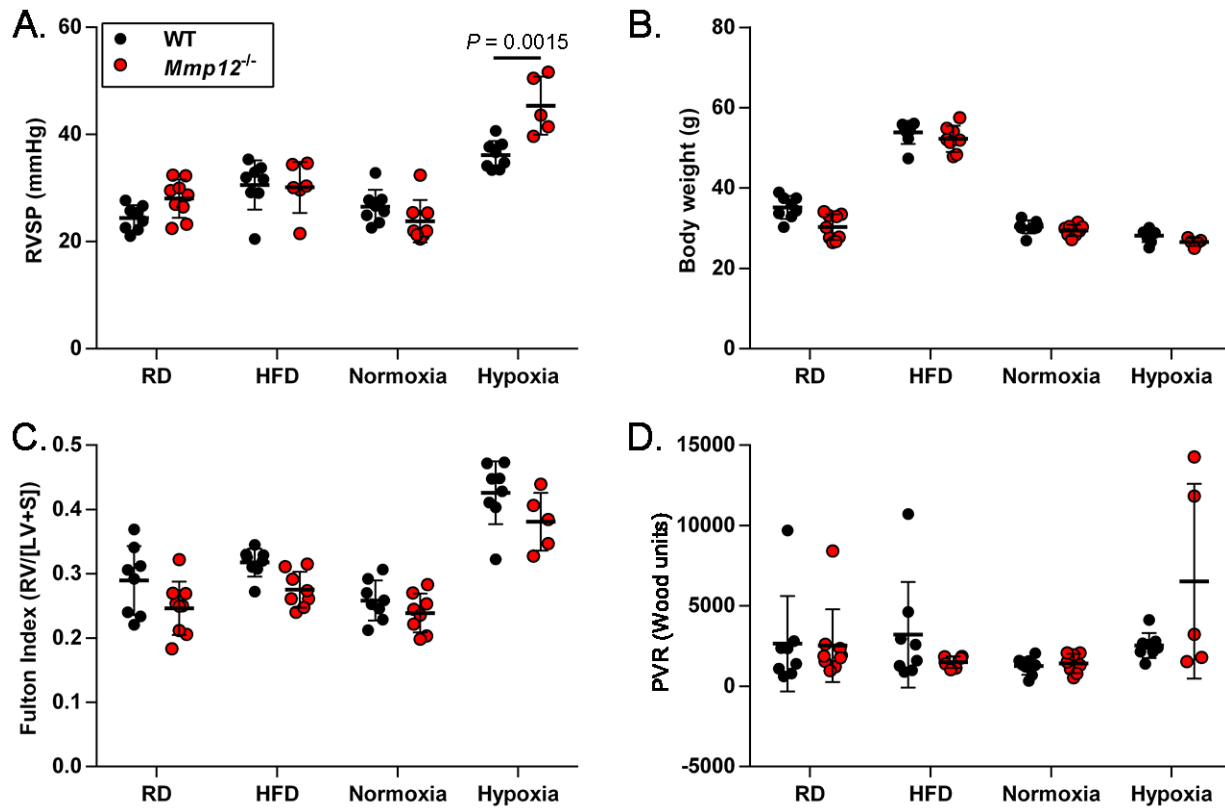 A.
RVSP (mmHg)
60
40
20
0
WT
Mmp12-/-
P = 0.0015
RD HFD Normoxia Hypoxia
B.
Body weight (g)
80
60
40
20
0
RD HFD Normoxia Hypoxia
C.
Fulton Index (RV/[LV+S])
0.5
0.4
0.3
0.2
0.1
0.0
RD HFD Normoxia Hypoxia
D.
PVR (Wood units)
15000
10000
5000
0
-5000
RD HFD Normoxia Hypoxia